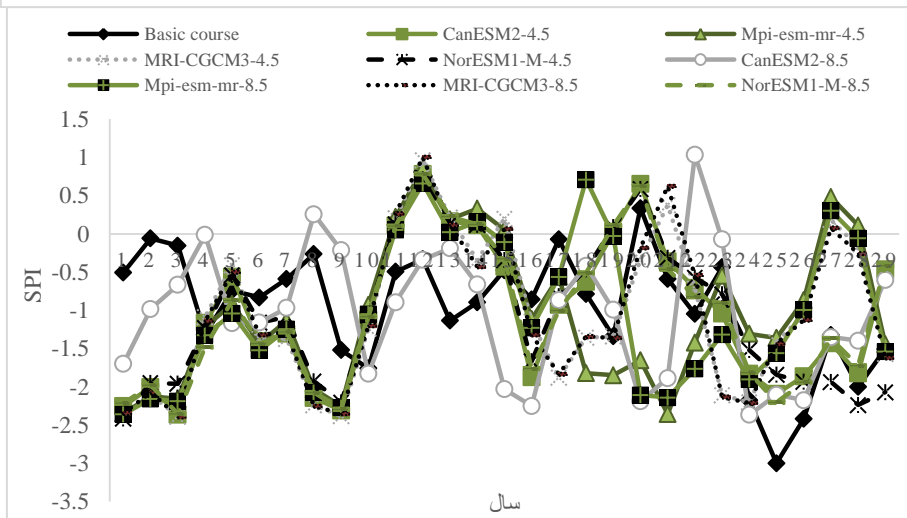 Basic course CanESM2-4.5 Mpi-esm-mr-4.5
MRI-CGCM3-4.5 NorESM1-M-4.5 CanESM2-8.5
Mpi-esm-mr-8.5 MRI-CGCM3-8.5 NorESM1-M-8.5
1.5
1
0.5
0
-0.5
-1
-1.5
-2
-2.5
-3
-3.5
SPI
1 2 3 4 5 6 7 8 9 10 11 12 13 14 15 16 17 18 19 20 21 22 23 24 25 26 27 28 29
سال